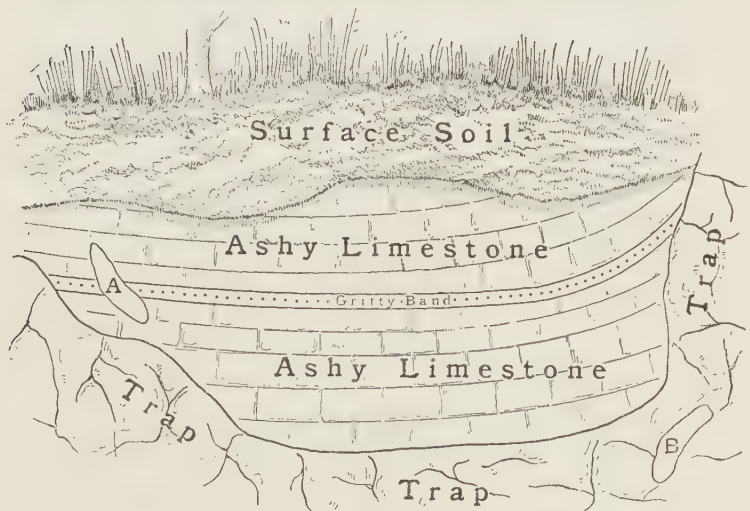 Surface Soil
Ashy Limestone
Trap
A
Gritty Band
Ashy Limestone
Trap
B
Trap